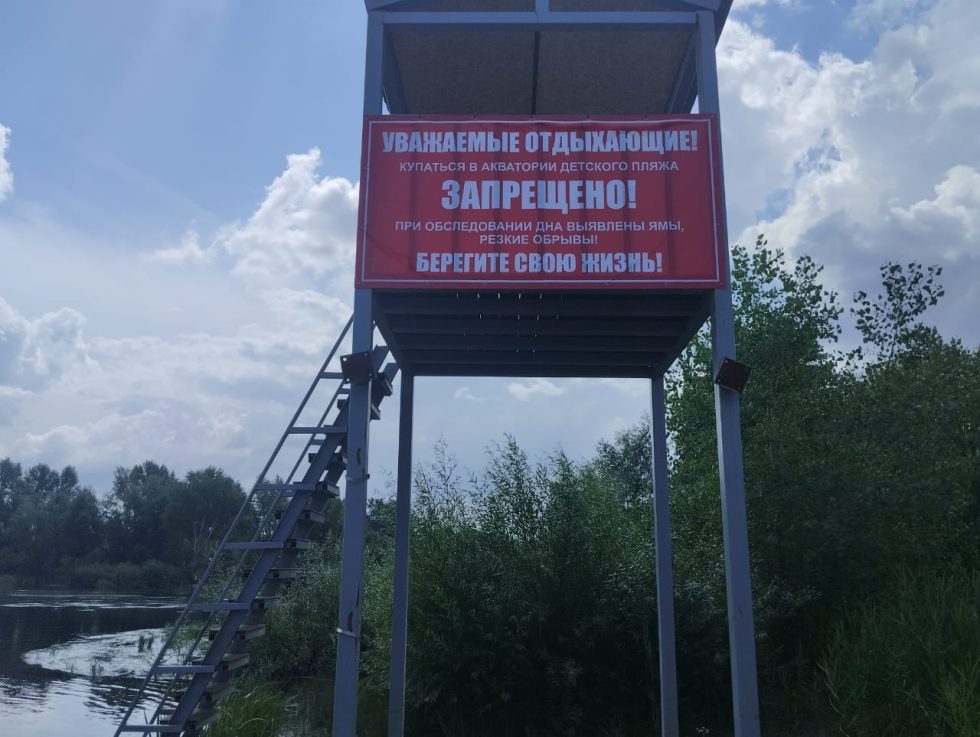 УВАЖАЕМЫЕ ОТДЫХАЮЩИЕ!
КУПАТЬСЯ В АКВАТОРИИ ДЕТСКОГО ПЛЯЖА
ЗАПРЕЩЕНО!
ПРИ ОБСЛЕДОВАНИИ ДНА ВЫЯВЛЕНЫ ЯМЫ,
РЕЗКИЕ ОБРЫВЫ!
БЕРЕГИТЕ СВОЮ ЖИЗНЬ!